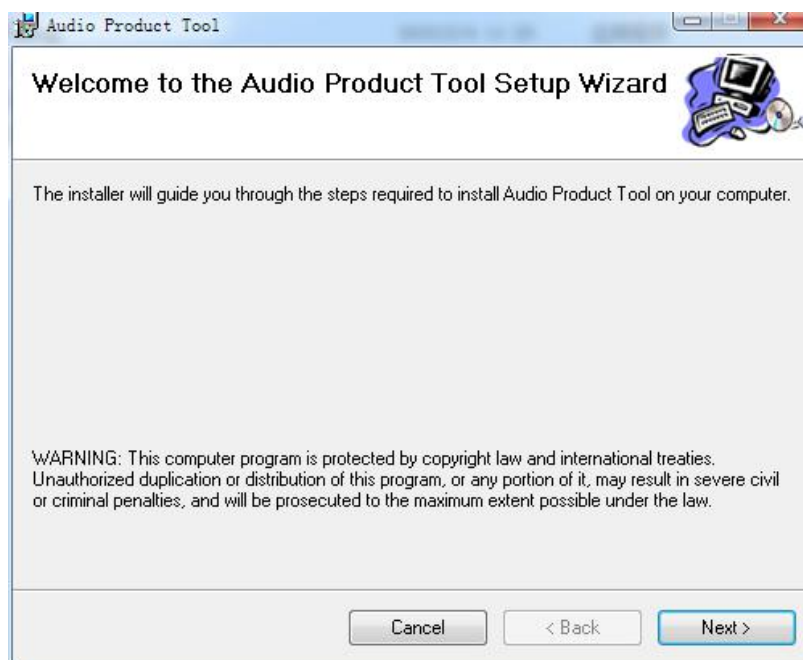 Audio Product Tool
Welcome to the Audio Product Tool Setup Wizard
The installer will guide you through the steps required to install Audio Product Tool on your computer.
WARNING: This computer program is protected by copyright law and international treaties.
Unauthorized duplication or distribution of this program, or any portion of it, may result in severe civil
or criminal penalties, and will be prosecuted to the maximum extent possible under the law.
Cancel
< Back
Next >